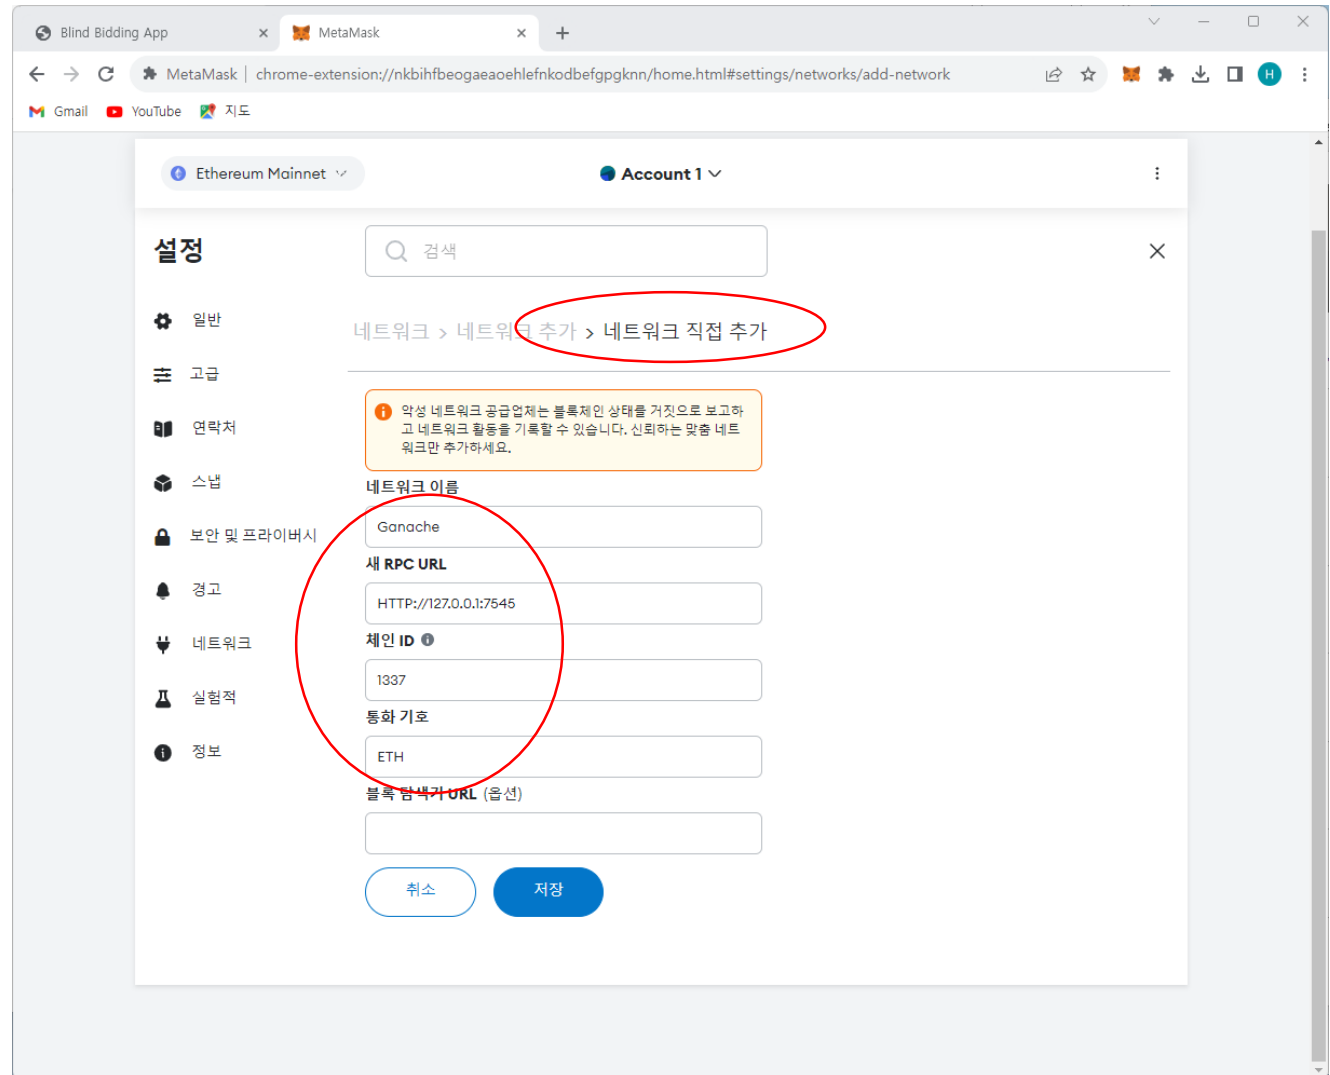 Blind Bidding App
MetaMask
MetaMask
chrome-extension://nkbihfbeogaeaoehlefnkodbefgpgknn/home.html#settings/networks/add-network
H
Gmail
YouTube
지도
Ethereum Mainnet
Account 1
설정
검색
일반
고급
연락처
스냅
보안 및 프라이버시
경고
네트워크
실험적
정보
네트워크 > 네트워크 추가 > 네트워크 직접 추가
악성 네트워크 공급업체는 블록체인 상태를 거짓으로 보고하
고 네트워크 활동을 기록할 수 있습니다. 신뢰하는 맞춤 네트
워크만 추가하세요.
네트워크 이름
Ganache
새 RPC URL
HTTP://127.0.0.1:7545
체인 ID
1337
통화 기호
ETH
블록 탐색기 URL (옵션)
취소
저장